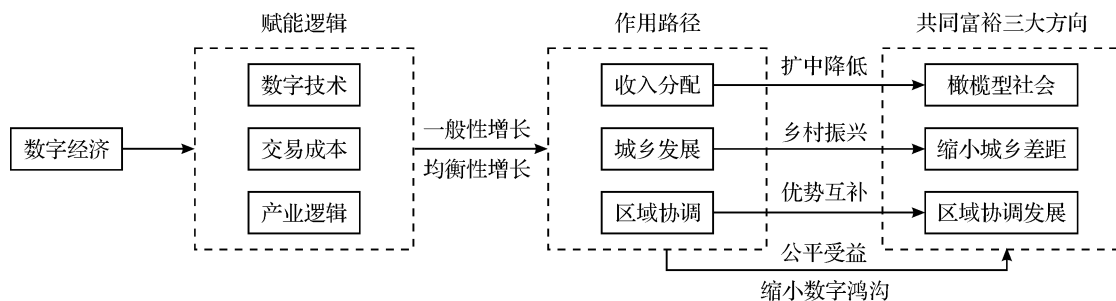 赋能逻辑
作用路径
共同富裕三大方向
数字经济
数字技术
交易成本
产业逻辑
一般性增长
均衡性增长
收入分配
城乡发展
区域协调
扩中降低
乡村振兴
优势互补
橄榄型社会
缩小城乡差距
区域协调发展
公平受益
缩小数字鸿沟